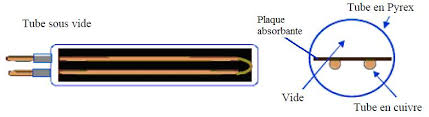 Tube sous vide
Tube en Pyrex
Plaque
absorbante
Vide
Tube en cuivre